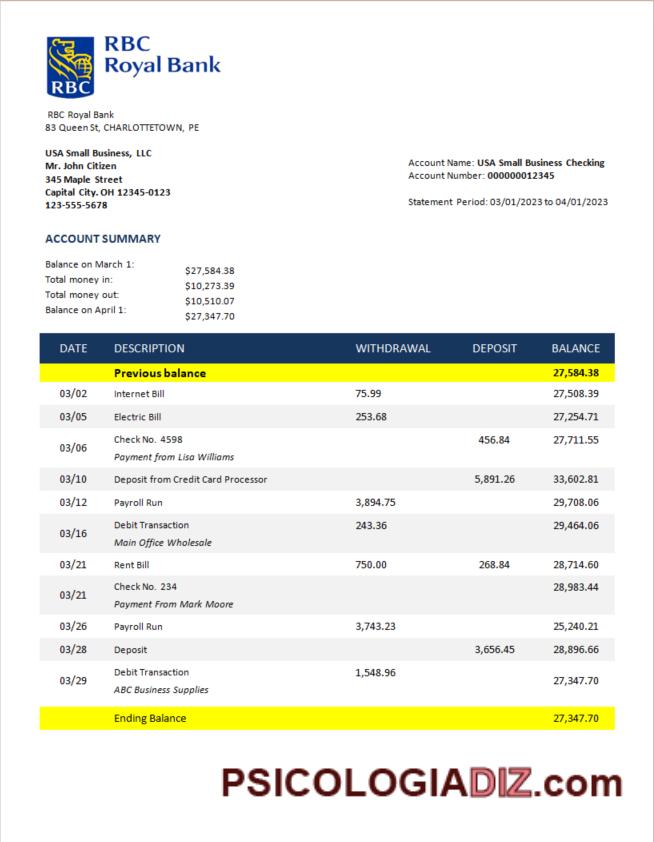 RBC
RBC
Royal Bank
RBC Royal Bank
83 Queen St, CHARLOTTETOWN, PE
USA Small Business, LLC
Mr. John Citizen
345 Maple Street
Capital City. OH 12345-0123
123-555-5678
Account Name: USA Small Business Checking
Account Number: 000000012345
Statement Period: 03/01/2023 to 04/01/2023
ACCOUNT SUMMARY
Balance on March 1: $27,584.38
Total money in: $10,273.39
Total money out: $10,510.07
Balance on April 1: $27,347.70
DATE DESCRIPTION WITHDRAWAL DEPOSIT BALANCE
Previous balance 27,584.38
03/02 Internet Bill 75.99 27,508.39
03/05 Electric Bill 253.68 27,254.71
03/06 Check No. 4598 456.84 27,711.55
Payment from Lisa Williams
03/10 Deposit from Credit Card Processor 5,891.26 33,602.81
03/12 Payroll Run 3,894.75 29,708.06
03/16 Debit Transaction 243.36 29,464.06
Main Office Wholesale
03/21 Rent Bill 750.00 268.84 28,714.60
03/21 Check No. 234 28,983.44
Payment From Mark Moore
03/26 Payroll Run 3,743.23 25,240.21
03/28 Deposit 3,656.45 28,896.66
03/29 Debit Transaction 1,548.96 27,347.70
ABC Business Supplies
Ending Balance 27,347.70
PSICOLOGIADIZ.com